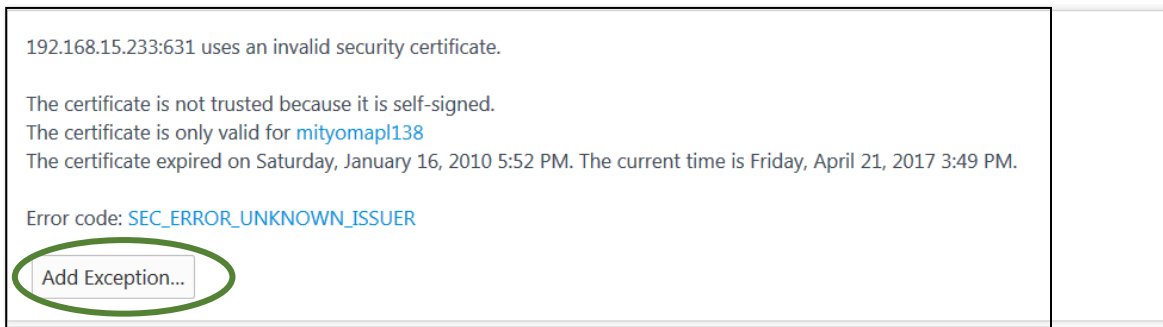 192.168.15.233:631 uses an invalid security certificate.
The certificate is not trusted because it is self-signed.
The certificate is only valid for mityomapl138
The certificate expired on Saturday, January 16, 2010 5:52 PM. The current time is Friday, April 21, 2017 3:49 PM.
Error code: SEC_ERROR_UNKNOWN_ISSUER
Add Exception...